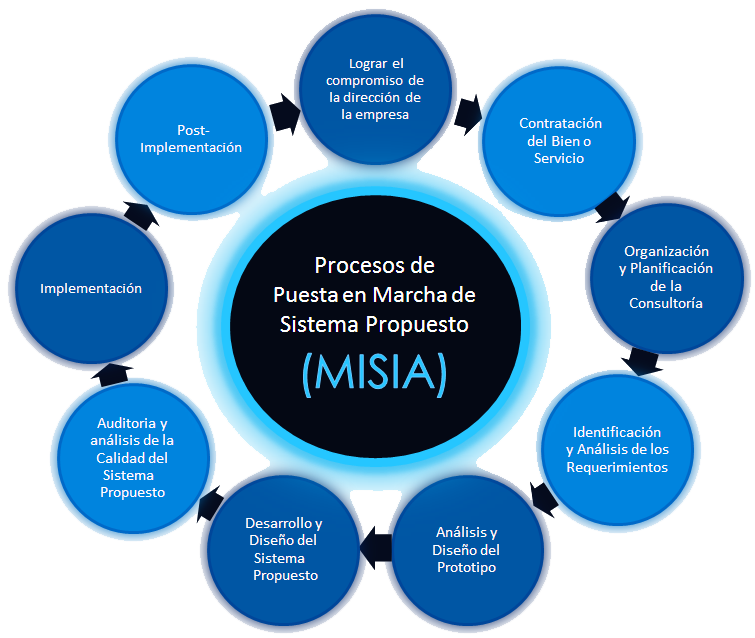 Lograr el
compromiso de
la dirección de
la empresa
Contratación
del Bien o
Servicio
Organización
y Planificación
de la
Consultoría
Identificación
y Análisis de los
Requerimientos
Análisis y
Diseño del
Prototipo
Desarrollo y
Diseño del
Sistema
Propuesto
Auditoria y
análisis de la
Calidad del
Sistema
Propuesto
Implementación
Post-
Implementación
Procesos de
Puesta en Marcha de
Sistema Propuesto
(MISIA)